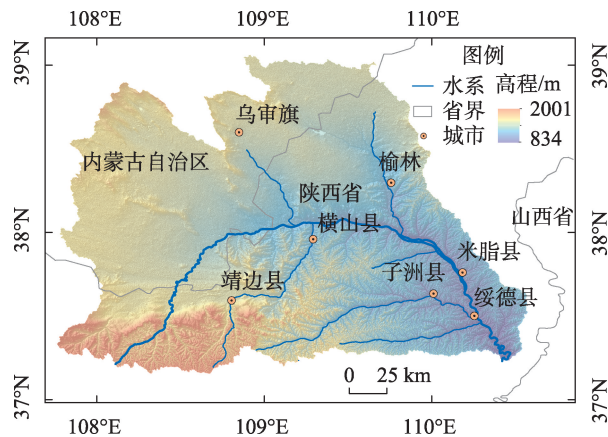 108°E 109°E 110°E
39°N
39°N
图例
水系 高程/m
省界 2001
城市 834
乌审旗
内蒙古自治区
榆林
陕西省
山西省
38°N
38°N
横山县
米脂县
靖边县
子洲县
绥德县
0 25 km
37°N
37°N
108°E 109°E 110°E